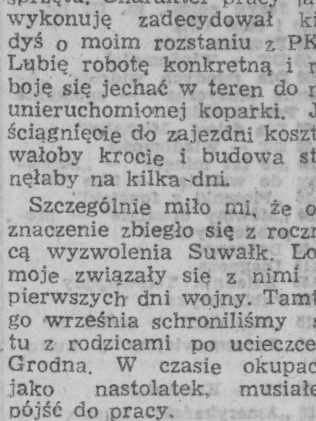 sprzętu. Charakter pracy ja
wykonuję zadecydował ki
dyś o moim rozstaniu z PK
Lubię robotę konkretną i n
boję się jechać w teren do n
unieruchomionej koparki. J
ściągnięcie do zajezdni koszt
wałoby krocie i budowa st
nęłaby na kilka dni.
Szczególnie miło mi, że o
znaczenie zbiegło się z roczn
cą wyzwolenia Suwałk. Lo
moje związały się z nimi
pierwszych dni wojny. Tamt
go września schroniliśmy s
tu z rodzicami po ucieczce
Grodna. W czasie okupac
jako nastolatek, musiałe
pójść do pracy.